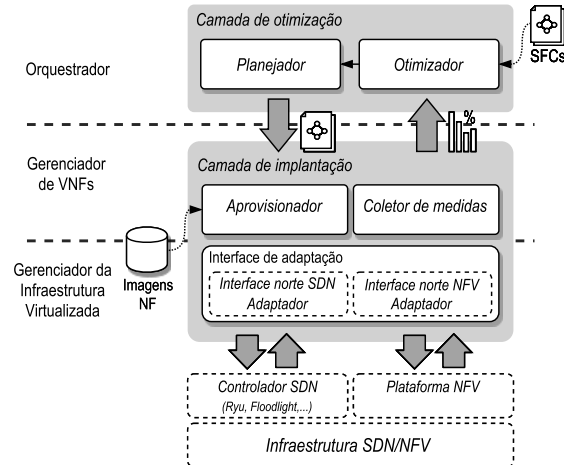 Camada de otimização
SFCs
Orquestrador
Planejador
Otimizador
%
Gerenciador
de VNFs
Camada de implantação
Aprovisionador
Coletor de medidas
Imagens
NF
Gerenciador da
Infraestrutura
Virtualizada
Interface de adaptação
Interface norte SDN
Adaptador
Interface norte NFV
Adaptador
Controlador SDN
(Ryu, Floodlight,...)
Plataforma NFV
Infraestrutura SDN/NFV